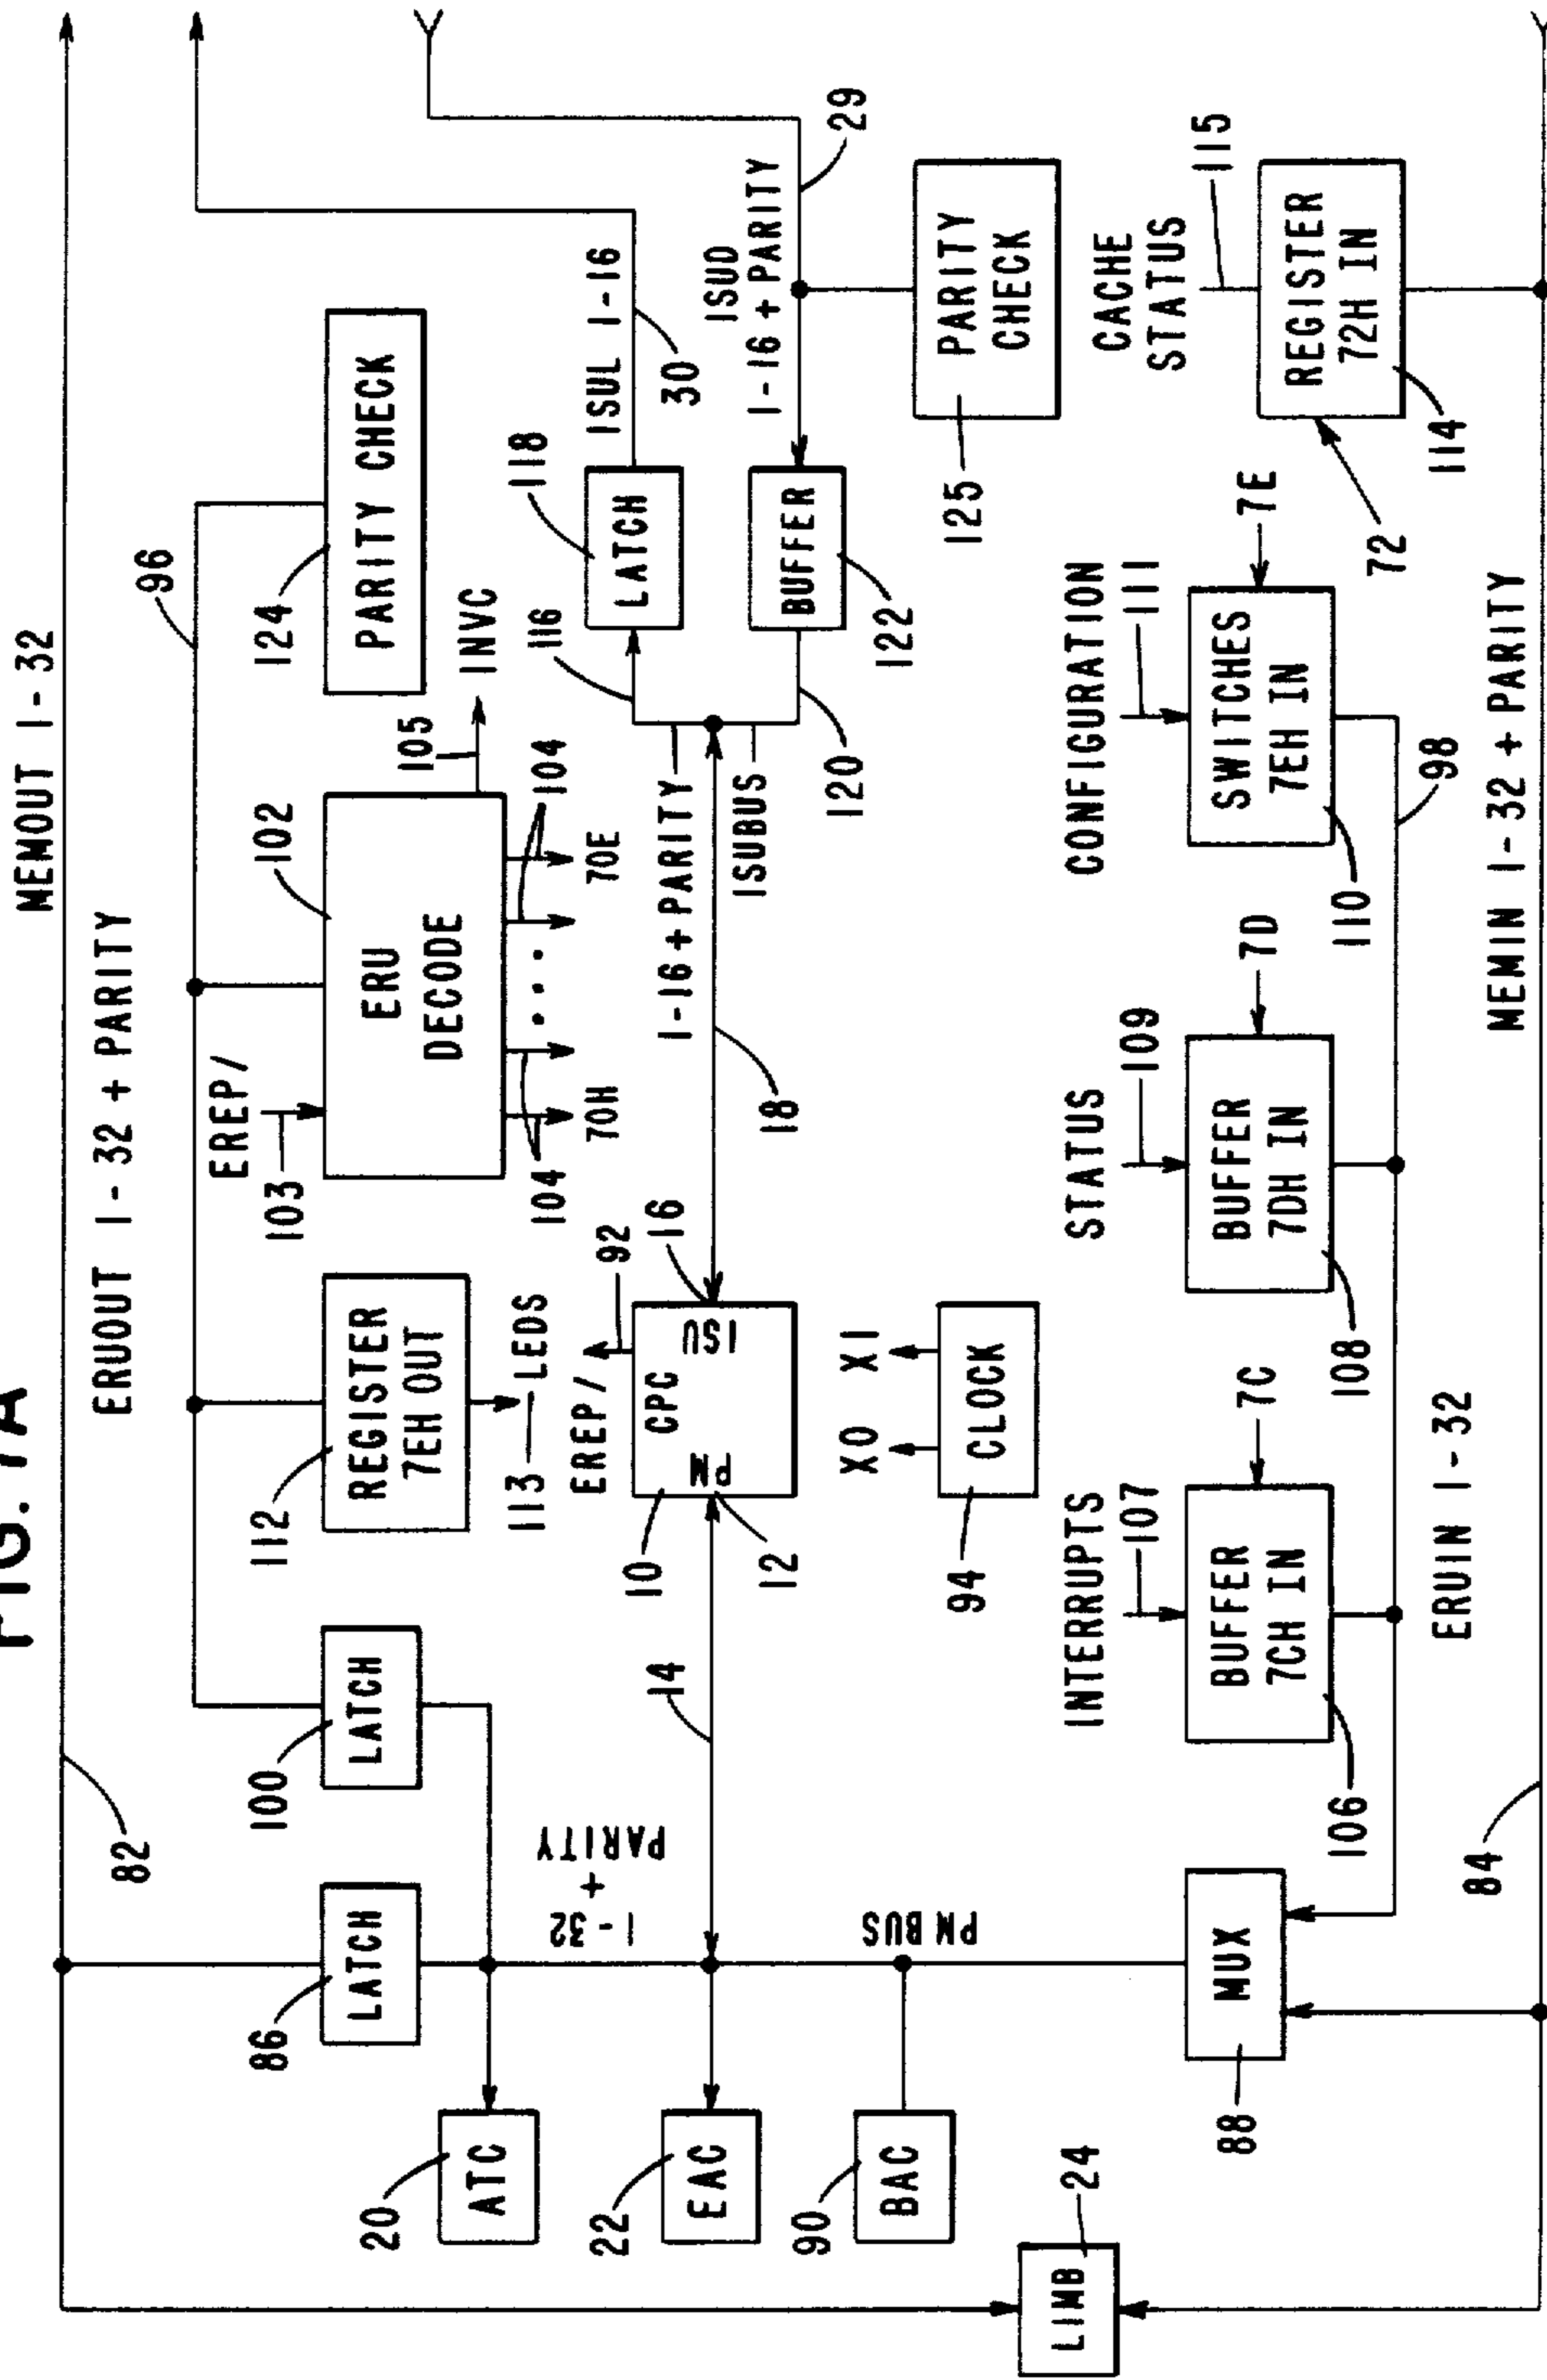 FIG. 7A
MEMOUT 1-32
82
ERUOUT 1-32 + PARITY
96
86
LATCH
100
LATCH
112
REGISTER
7EH OUT
113
LEDS
EREP/
103
102
ERU
DECODE
104
70H
104
70E
105
INVC
124
PARITY CHECK
20
ATC
22
EAC
90
BAC
24
LIMB
1-32
+
PARITY
PM BUS
14
10
12
EREP/
92
CPC
PM
ISU
16
18
1-16 + PARITY
ISUBUS
116
118
LATCH
ISUL 1-16
30
120
BUFFER
122
ISUD
1-16 + PARITY
29
125
PARITY
CHECK
X0
X1
94
CLOCK
88
MUX
INTERRUPTS
107
BUFFER
7CH IN
7C
106
STATUS
109
BUFFER
7DH IN
7D
108
CONFIGURATION
111
SWITCHES
7EH IN
7E
110
CACHE
STATUS
115
REGISTER
72H IN
72
114
98
ERUIN 1-32
84
MEMIN 1-32 + PARITY